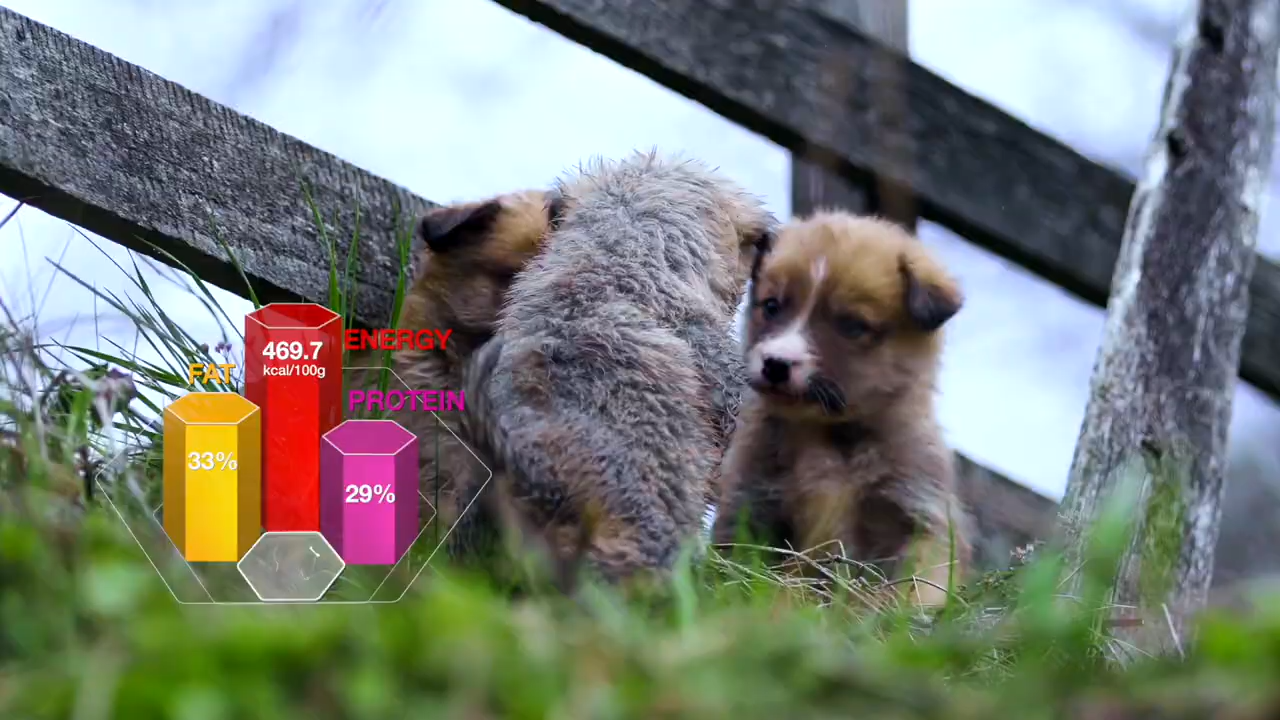 ENERGY
469.7
kcal/100g
FAT
PROTEIN
33%
29%